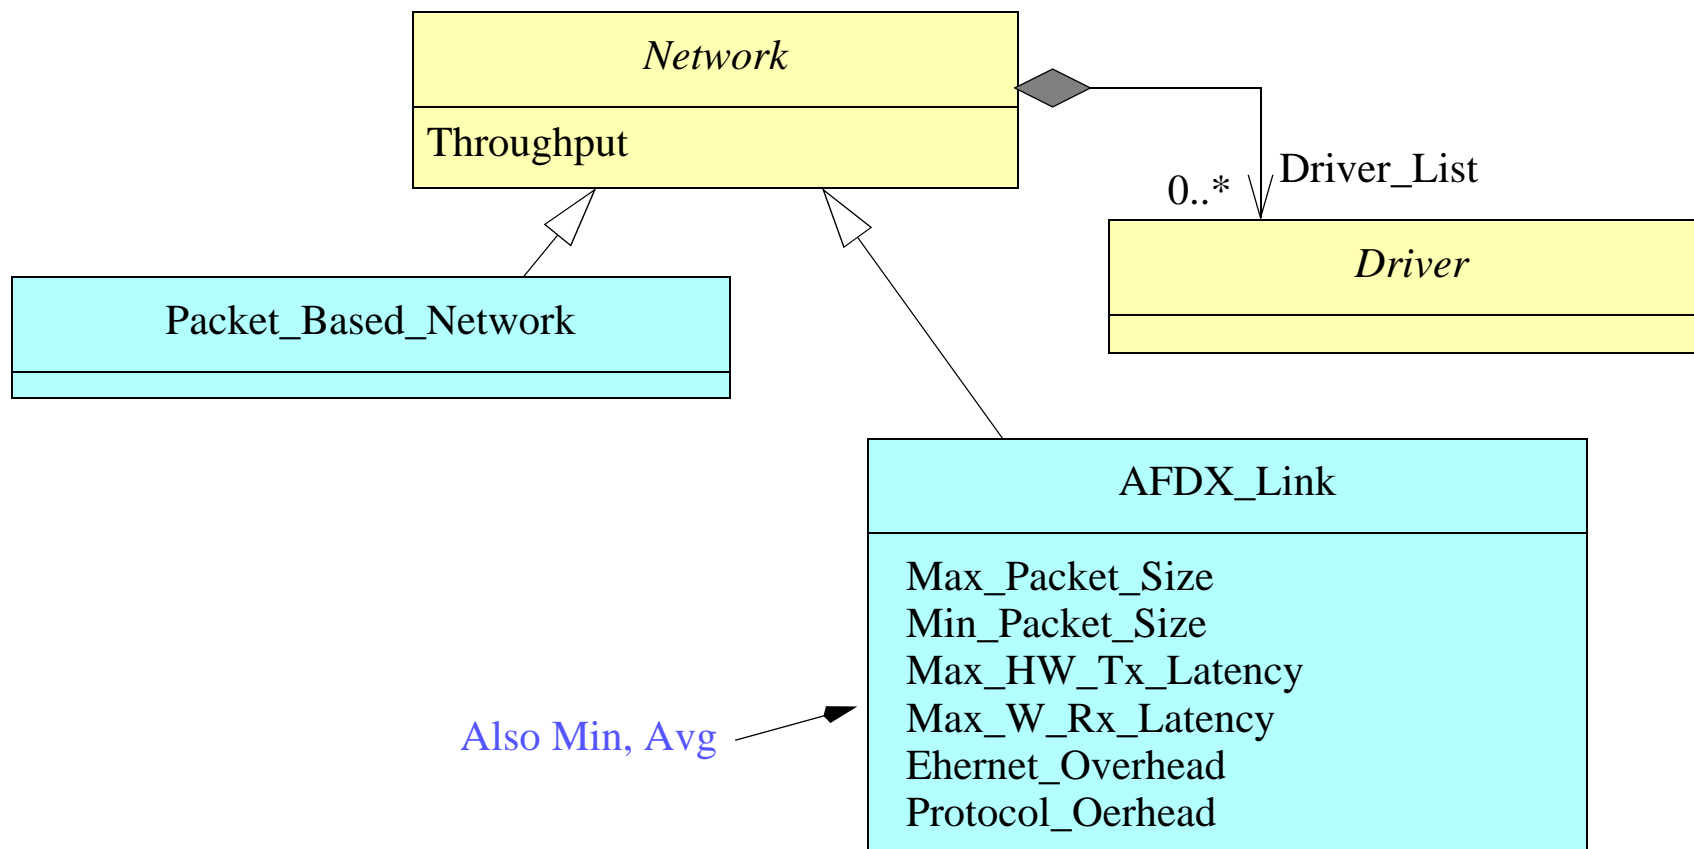 Network
Throughput
Driver_List
0..*
Driver
Packet_Based_Network
AFDX_Link
Max_Packet_Size
Min_Packet_Size
Max_HW_Tx_Latency
Max_W_Rx_Latency
Also Min, Avg
Ehernet_Overhead
Protocol_Oerhead